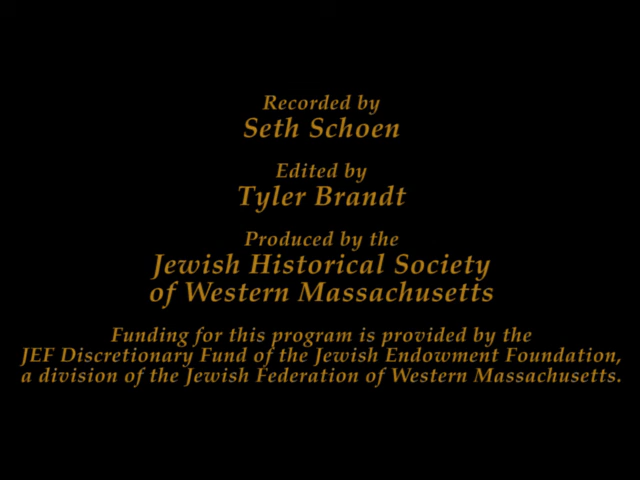 Recorded by
Seth Schoen
Edited by
Tyler Brandt
Produced by the
Jewish Historical Society
of Western Massachusetts
Funding for this program is provided by the
JEF Discretionary Fund of the Jewish Endowment Foundation,
a division of the Jewish Federation of Western Massachusetts.